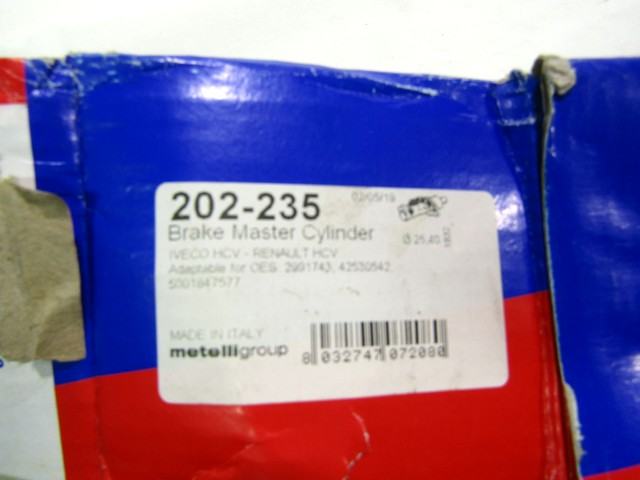 202-235
02/05/19
Brake Master Cylinder
Ø 25,40
IVECO HCV - RENAULT HCV
Adaptable for OES: 2991743, 42530542,
5001847577
MADE IN ITALY
metelligroup
8 032747 072080